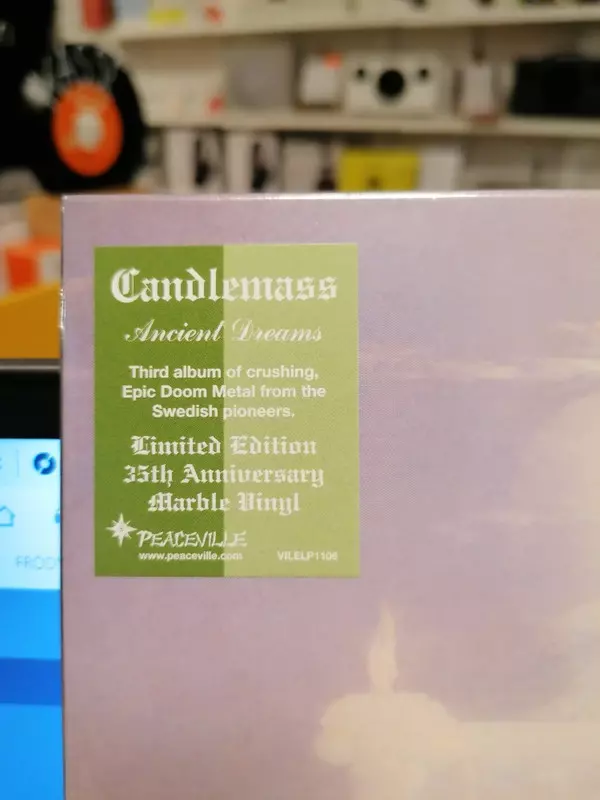 Candlemass
Ancient Dreams
Third album of crushing,
Epic Doom Metal from the
Swedish pioneers.
Limited Edition
35th Anniversary
Marble Vinyl
PEACEVILLE
www.peaceville.com VILELP1106